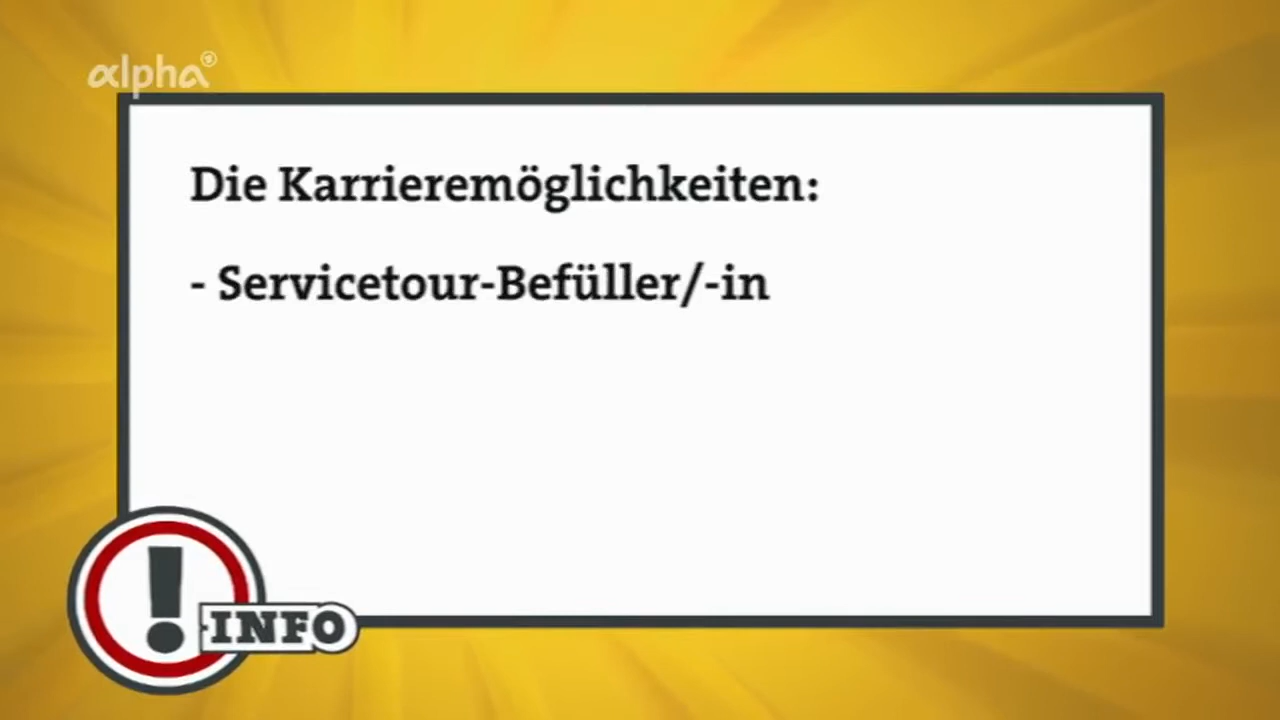 alpha
Die Karrieremöglichkeiten:
- Servicetour-Befüller/-in
!
INFO